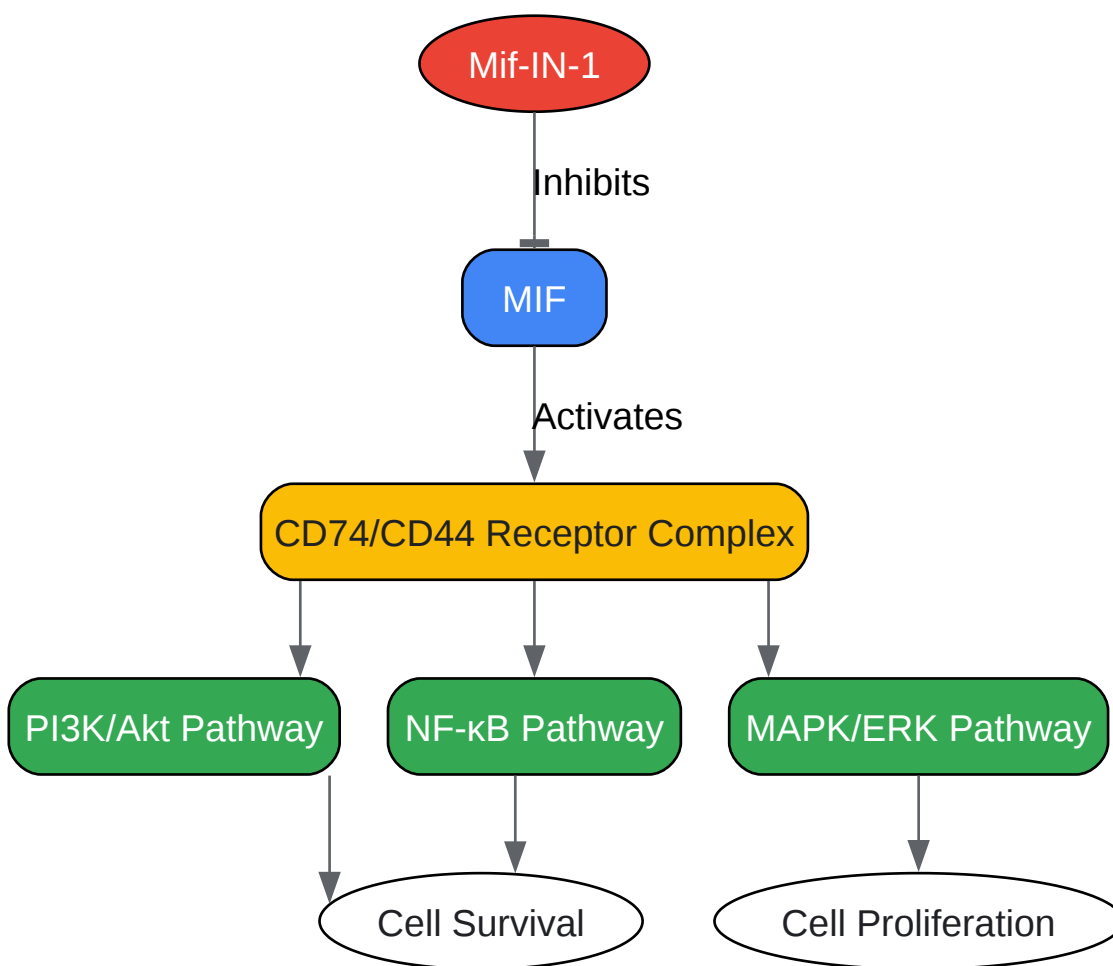 Mif-IN-1
Inhibits
MIF
Activates
CD74/CD44 Receptor Complex
PI3K/Akt Pathway
NF-κB Pathway
MAPK/ERK Pathway
Cell Survival
Cell Proliferation